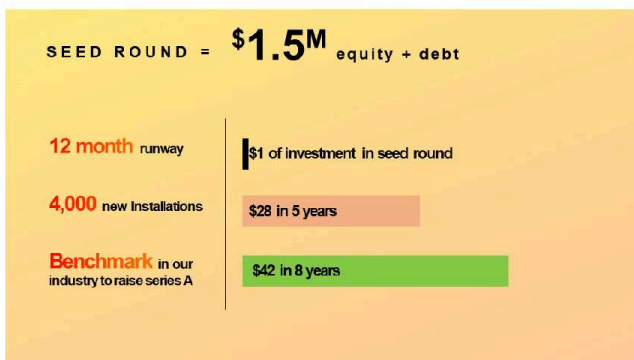 SEED ROUND = $1.5M equity + debt
12 month runway
$1 of investment in seed round
4,000 new Installations
$28 in 5 years
Benchmark in our
industry to raise series A
$42 in 8 years